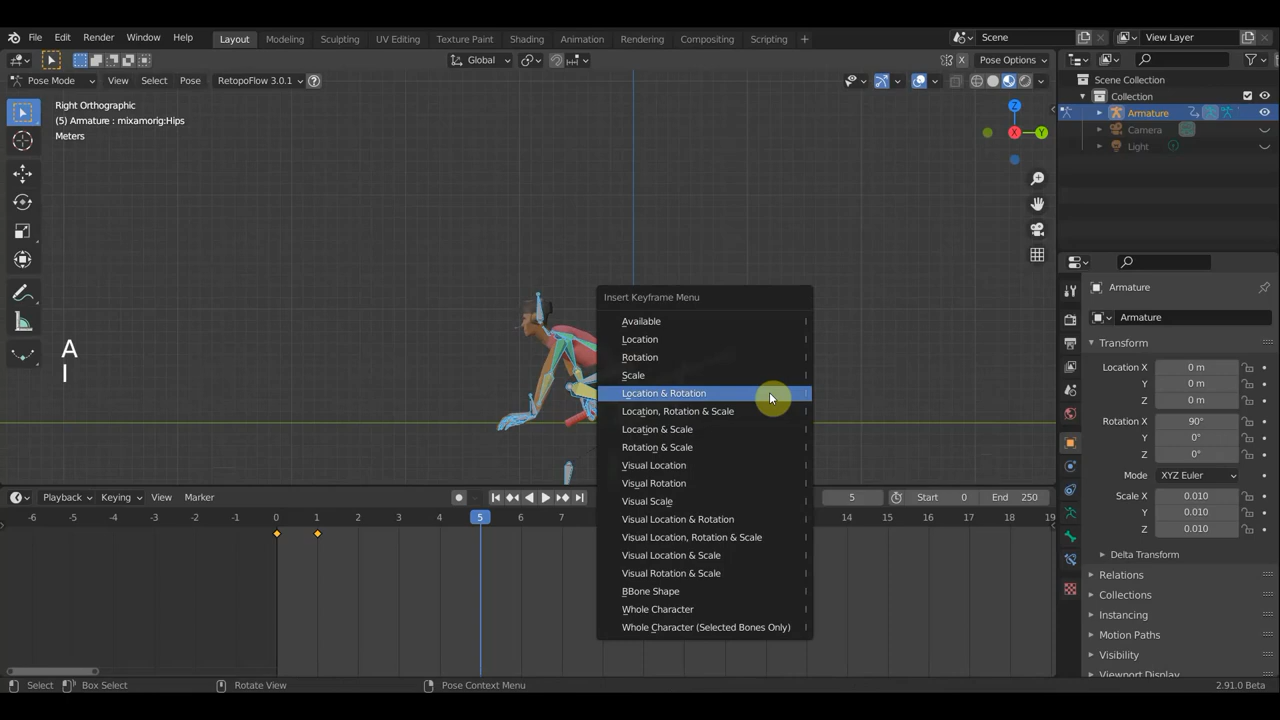 File Edit Render Window Help Layout Modeling Sculpting UV Editing Texture Paint Shading Animation Rendering Compositing Scripting + Scene View Layer
Global X Pose Options
Pose Mode View Select Pose RetopoFlow 3.0.1 ?
Right Orthographic
(5) Armature : mixamorig:Hips
Meters
Z
X
Y
A
I
Insert Keyframe Menu
Available I
Location I
Rotation I
Scale I
Location & Rotation I
Location, Rotation & Scale I
Location & Scale I
Rotation & Scale I
Visual Location I
Visual Rotation I
Visual Scale I
Visual Location & Rotation I
Visual Location, Rotation & Scale I
Visual Location & Scale I
Visual Rotation & Scale I
BBone Shape I
Whole Character I
Whole Character (Selected Bones Only) I
Scene Collection
Collection
Armature
Camera
Light
Armature
Armature
Transform
Location X 0 m
Y 0 m
Z 0 m
Rotation X 90°
Y 0°
Z 0°
Mode XYZ Euler
Scale X 0.010
Y 0.010
Z 0.010
Delta Transform
Relations
Collections
Instancing
Motion Paths
Visibility
Viewport Display
Playback Keying View Marker 5 Start 0 End 250
-6 -5 -4 -3 -2 -1 0 1 2 3 4 5 6 7 14 15 16 17 18 19
Select Box Select Rotate View Pose Context Menu 2.91.0 Beta